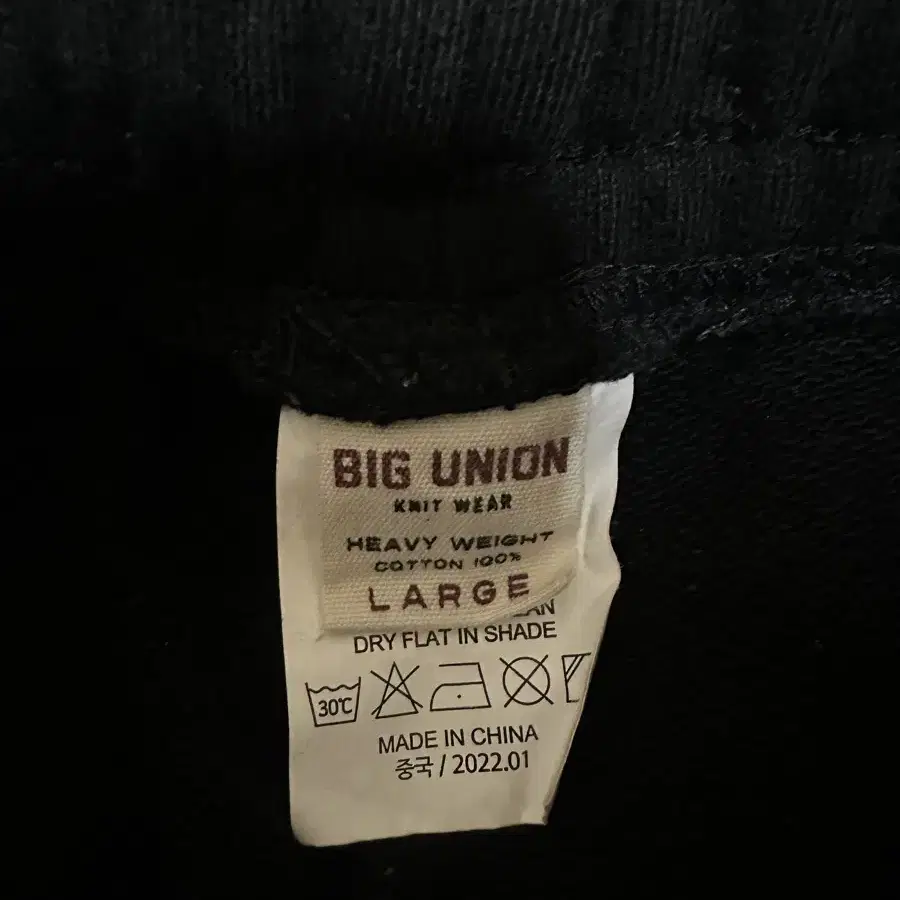 BIG UNION
KNIT WEAR
HEAVY WEIGHT
COTTON 100%
LARGE
DRY FLAT IN SHADE
30℃
MADE IN CHINA
중국 / 2022.01